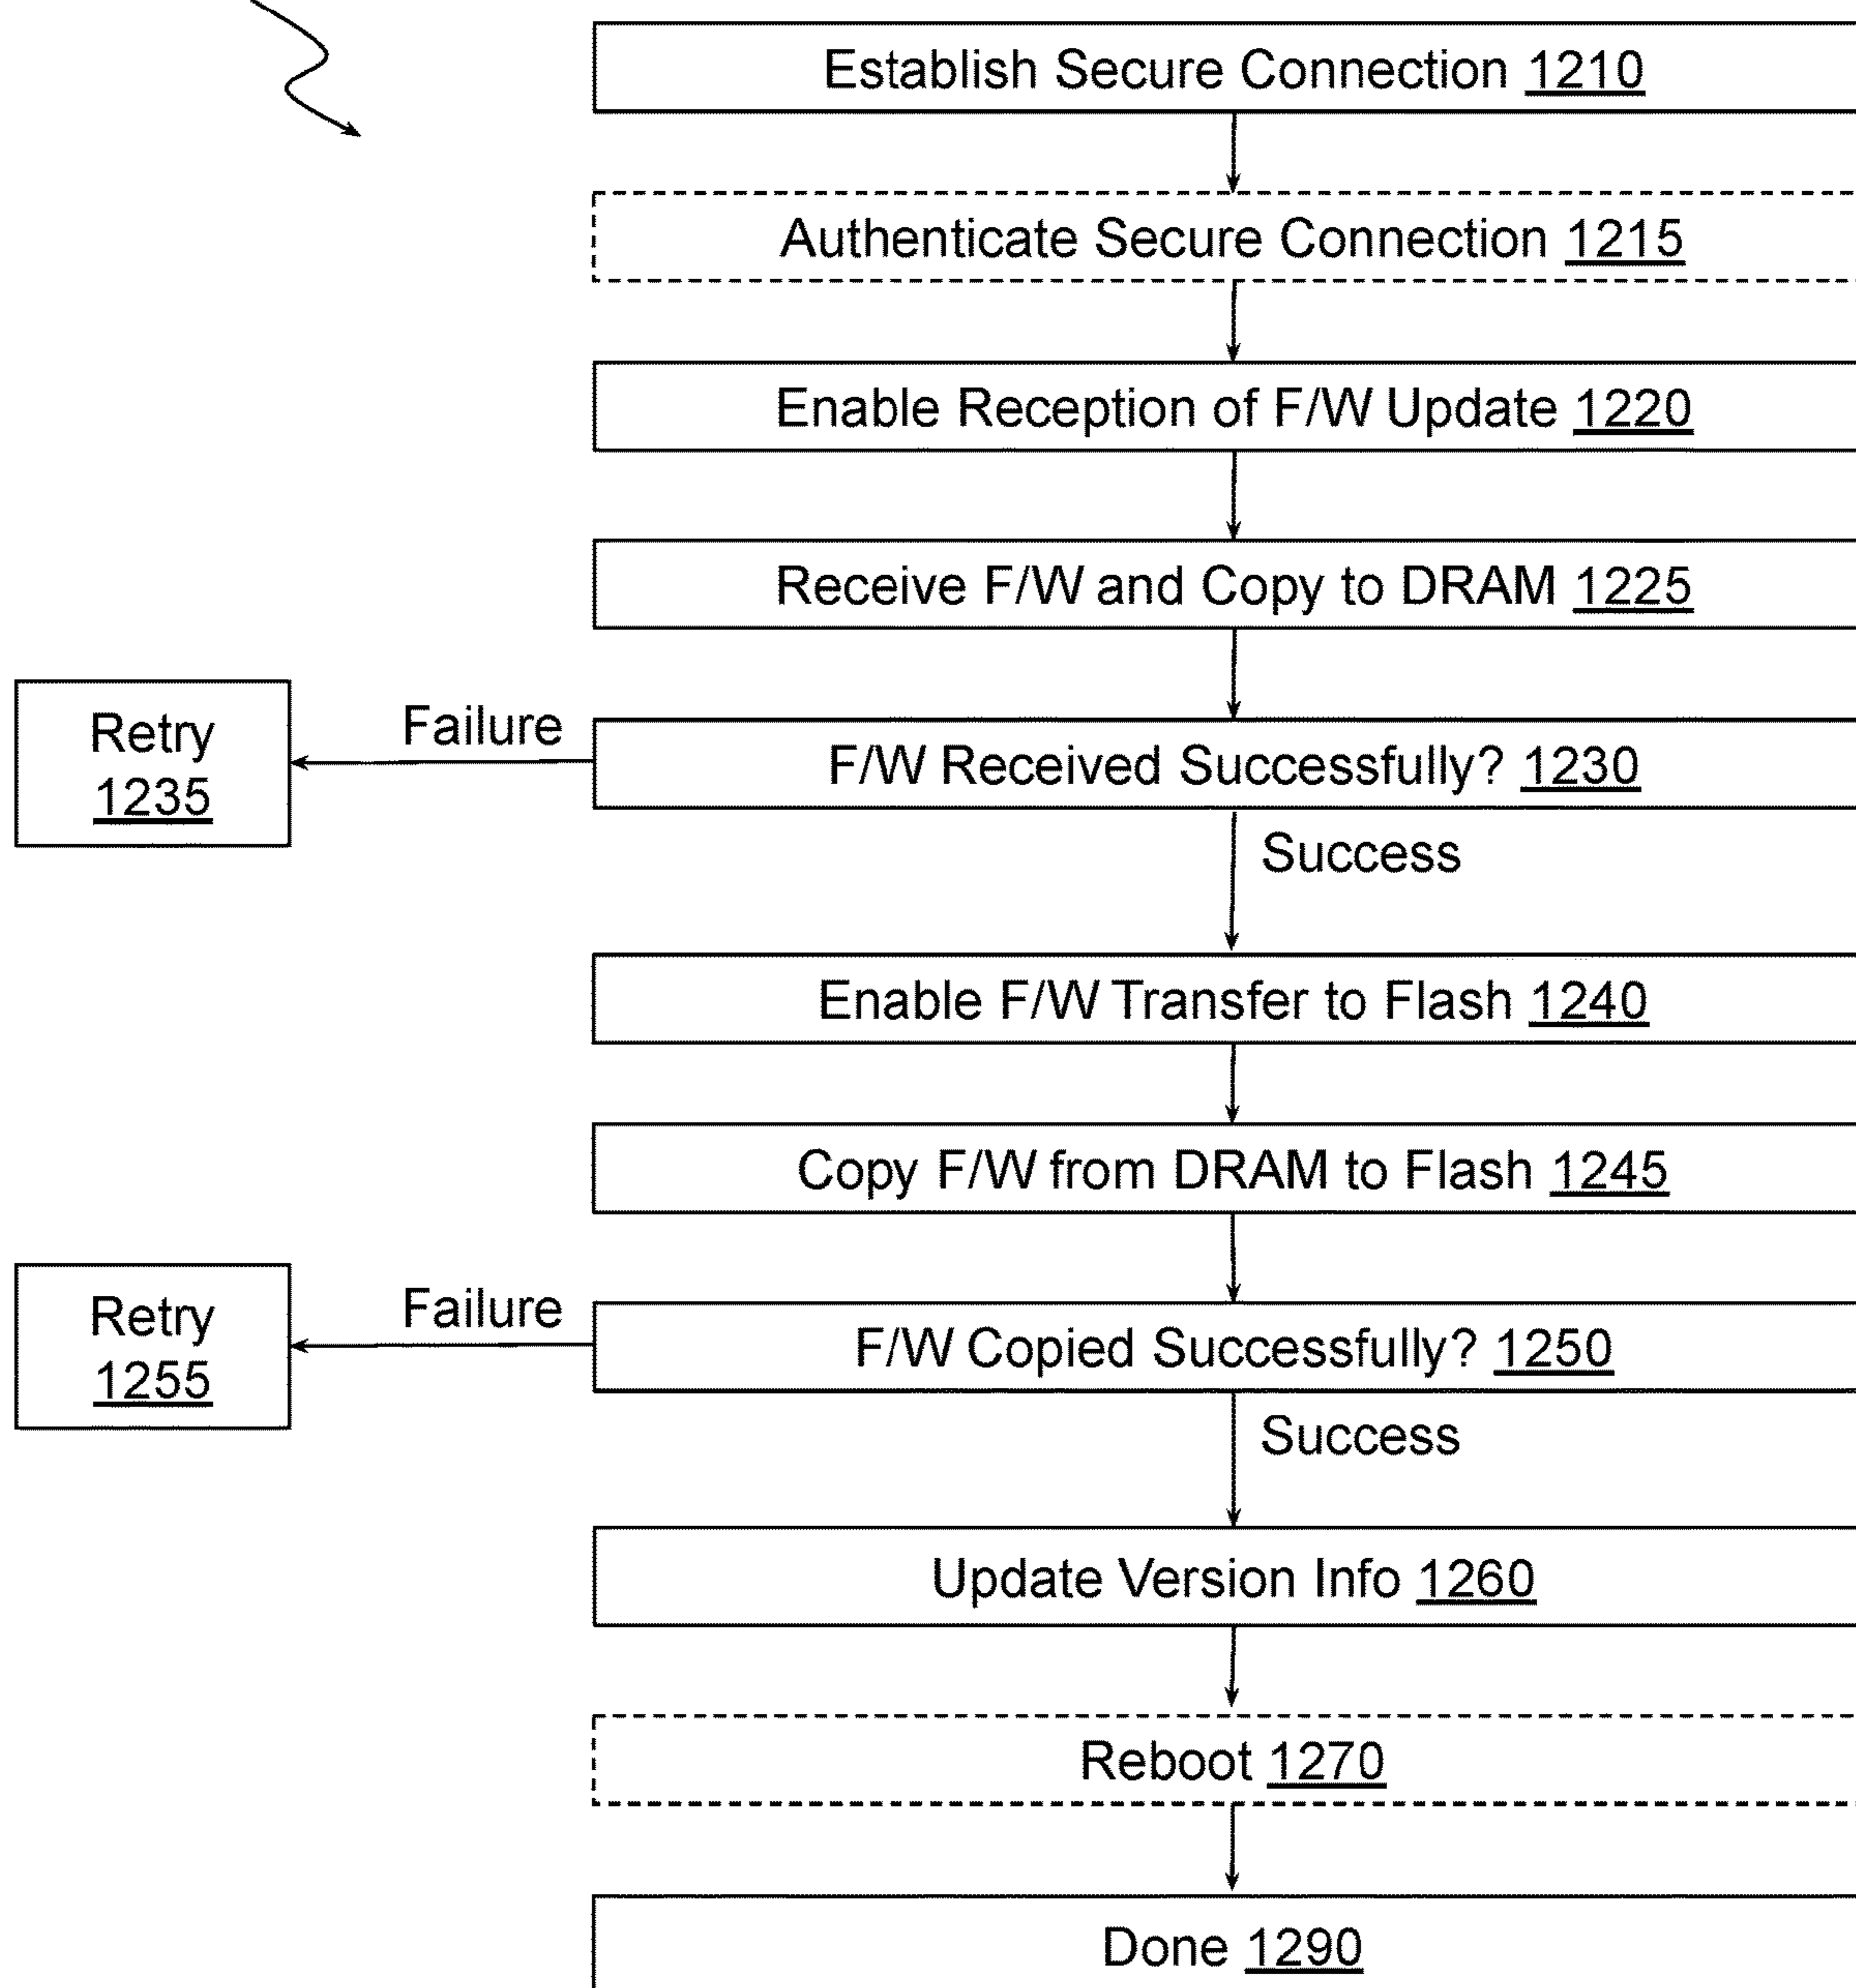 Establish Secure Connection 1210
Authenticate Secure Connection 1215
Enable Reception of F/W Update 1220
Receive F/W and Copy to DRAM 1225
Retry
1235
Failure
F/W Received Successfully? 1230
Success
Enable F/W Transfer to Flash 1240
Copy F/W from DRAM to Flash 1245
Retry
1255
Failure
F/W Copied Successfully? 1250
Success
Update Version Info 1260
Reboot 1270
Done 1290